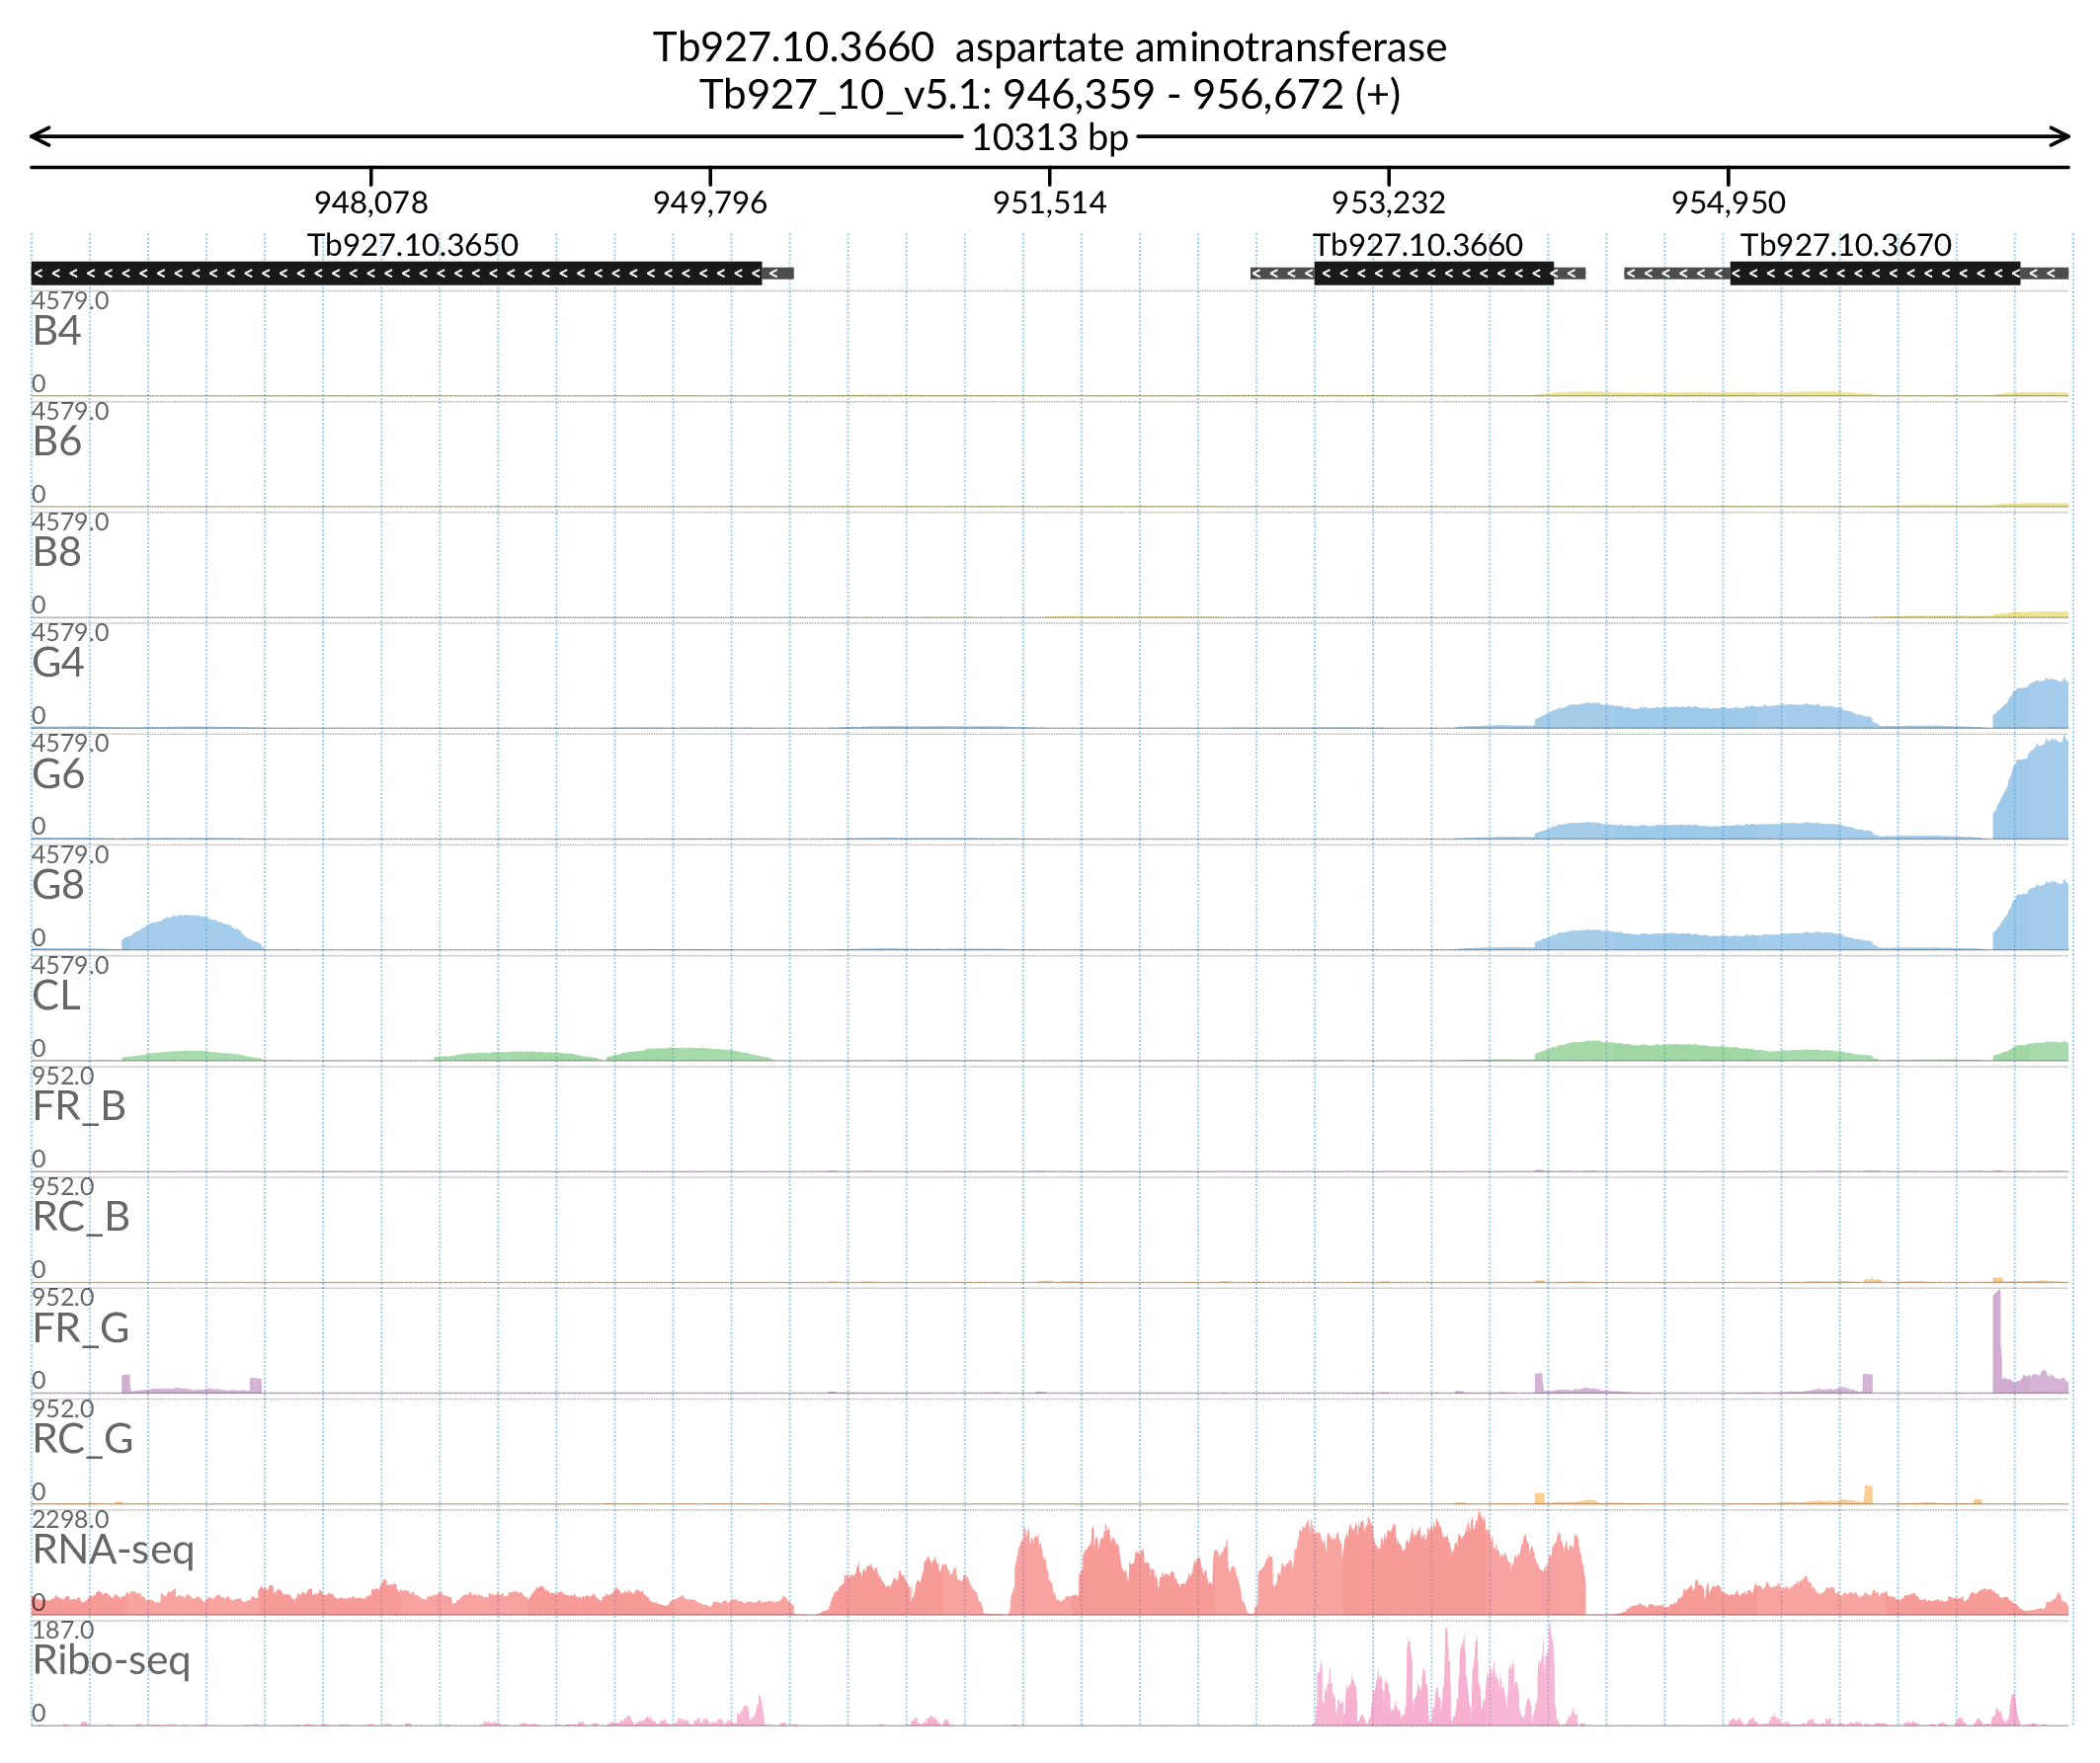 Tb927.10.3660  aspartate aminotransferase
Tb927_10_v5.1: 946,359 - 956,672 (+)
10313 bp
948,078 949,796 951,514 953,232 954,950
Tb927.10.3650 Tb927.10.3660 Tb927.10.3670
4579.0
B4
0
4579.0
B6
0
4579.0
B8
0
4579.0
G4
0
4579.0
G6
0
4579.0
G8
0
4579.0
CL
0
952.0
FR_B
0
952.0
RC_B
0
952.0
FR_G
0
952.0
RC_G
0
2298.0
RNA-seq
0
187.0
Ribo-seq
0